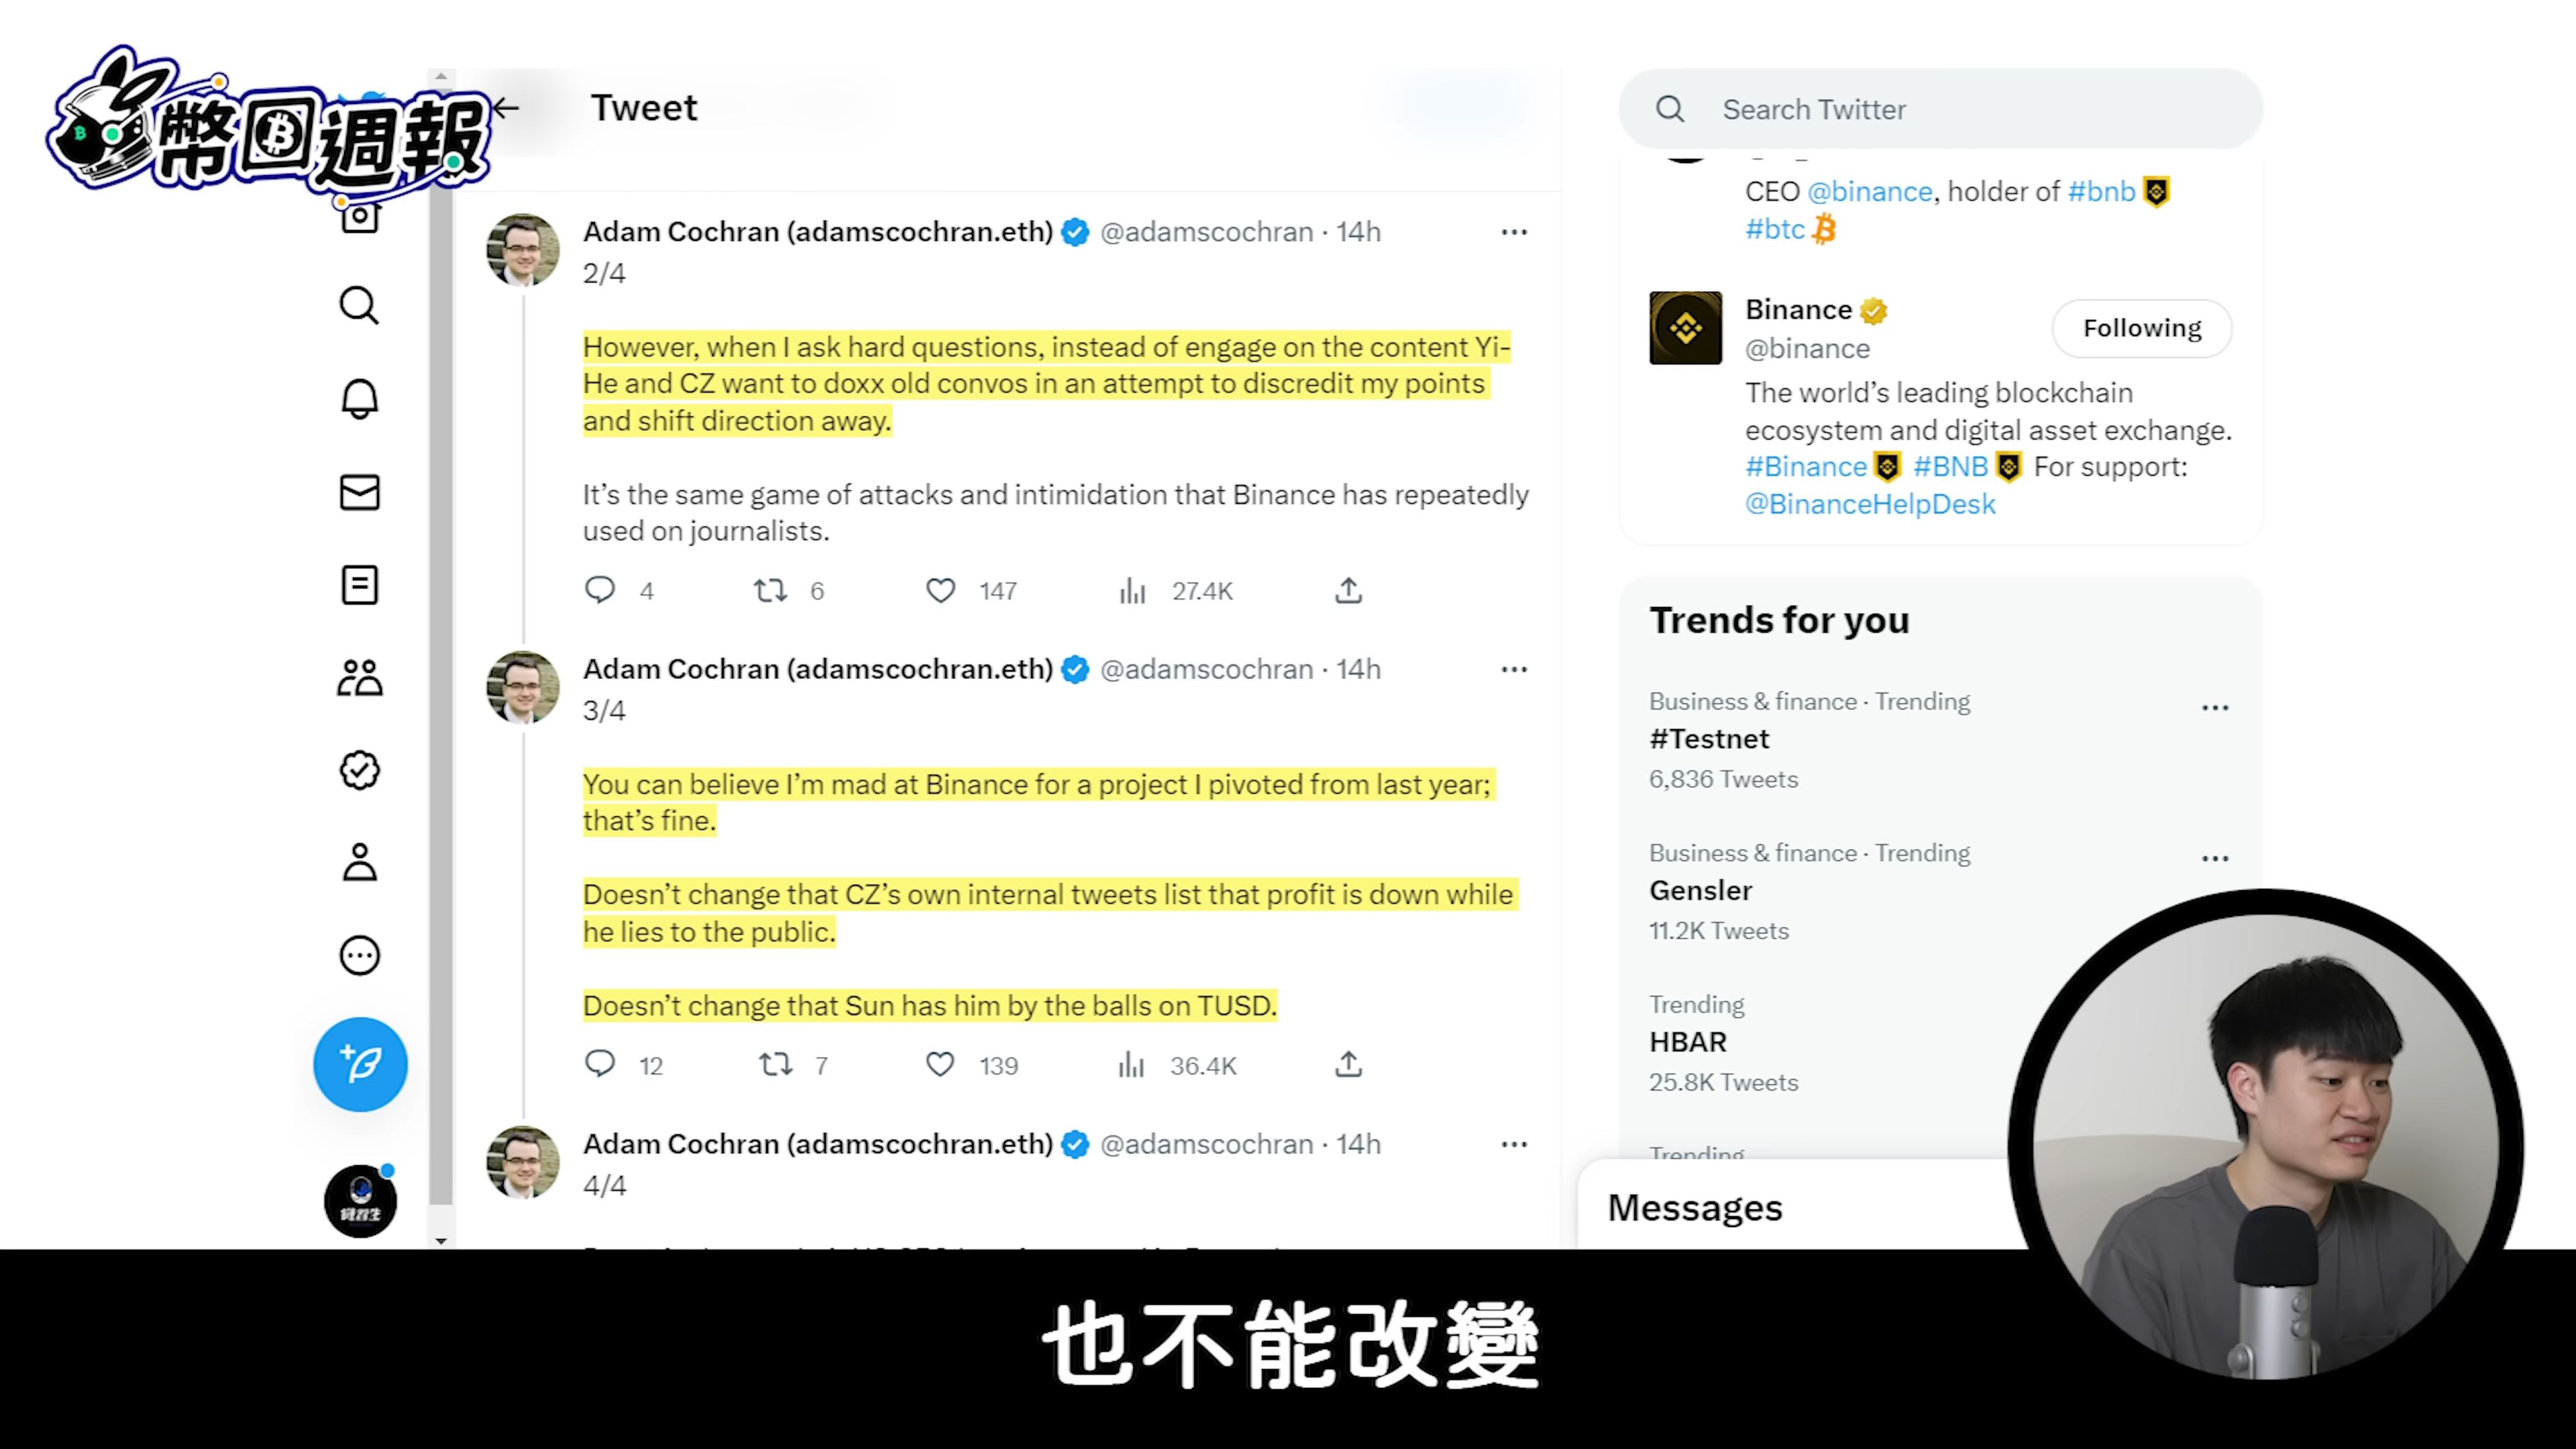 幣回週報
Tweet
Adam Cochran (adamscochran.eth) @adamscochran · 14h
2/4
However, when I ask hard questions, instead of engage on the content Yi-
He and CZ want to doxx old convos in an attempt to discredit my points
and shift direction away.
It’s the same game of attacks and intimidation that Binance has repeatedly
used on journalists.
4 6 147 27.4K
Adam Cochran (adamscochran.eth) @adamscochran · 14h
3/4
You can believe I’m mad at Binance for a project I pivoted from last year;
that’s fine.
Doesn’t change that CZ’s own internal tweets list that profit is down while
he lies to the public.
Doesn’t change that Sun has him by the balls on TUSD.
12 7 139 36.4K
Adam Cochran (adamscochran.eth) @adamscochran · 14h
4/4
Search Twitter
CEO @binance, holder of #bnb
#btc
Binance
@binance
Following
The world’s leading blockchain
ecosystem and digital asset exchange.
#Binance #BNB For support:
@BinanceHelpDesk
Trends for you
Business & finance · Trending
#Testnet
6,836 Tweets
Business & finance · Trending
Gensler
11.2K Tweets
Trending
HBAR
25.8K Tweets
Trending
Messages
也不能改變